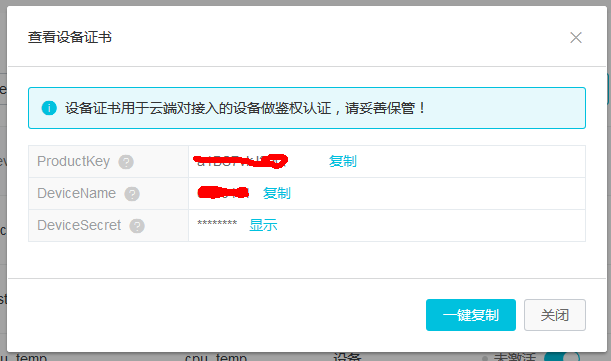 查看设备证书
设备证书用于云端对接入的设备做鉴权认证，请妥善保管！
ProductKey 复制
DeviceName 复制
DeviceSecret ******** 显示
一键复制 关闭
cpu_temp 设备 未激活